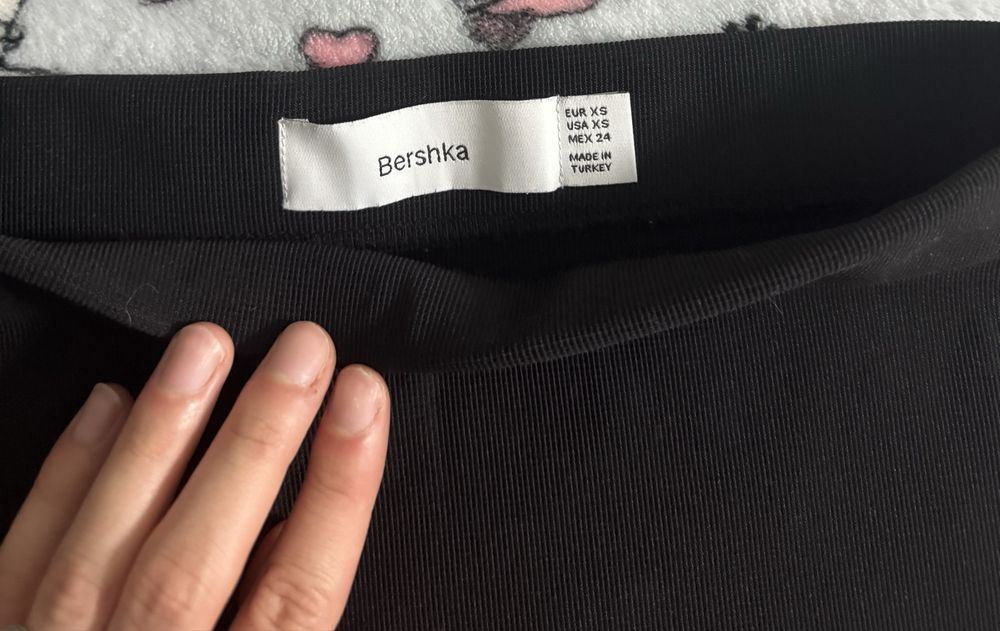 Bershka
EUR XS
USA XS
MEX 24
MADE IN
TURKEY